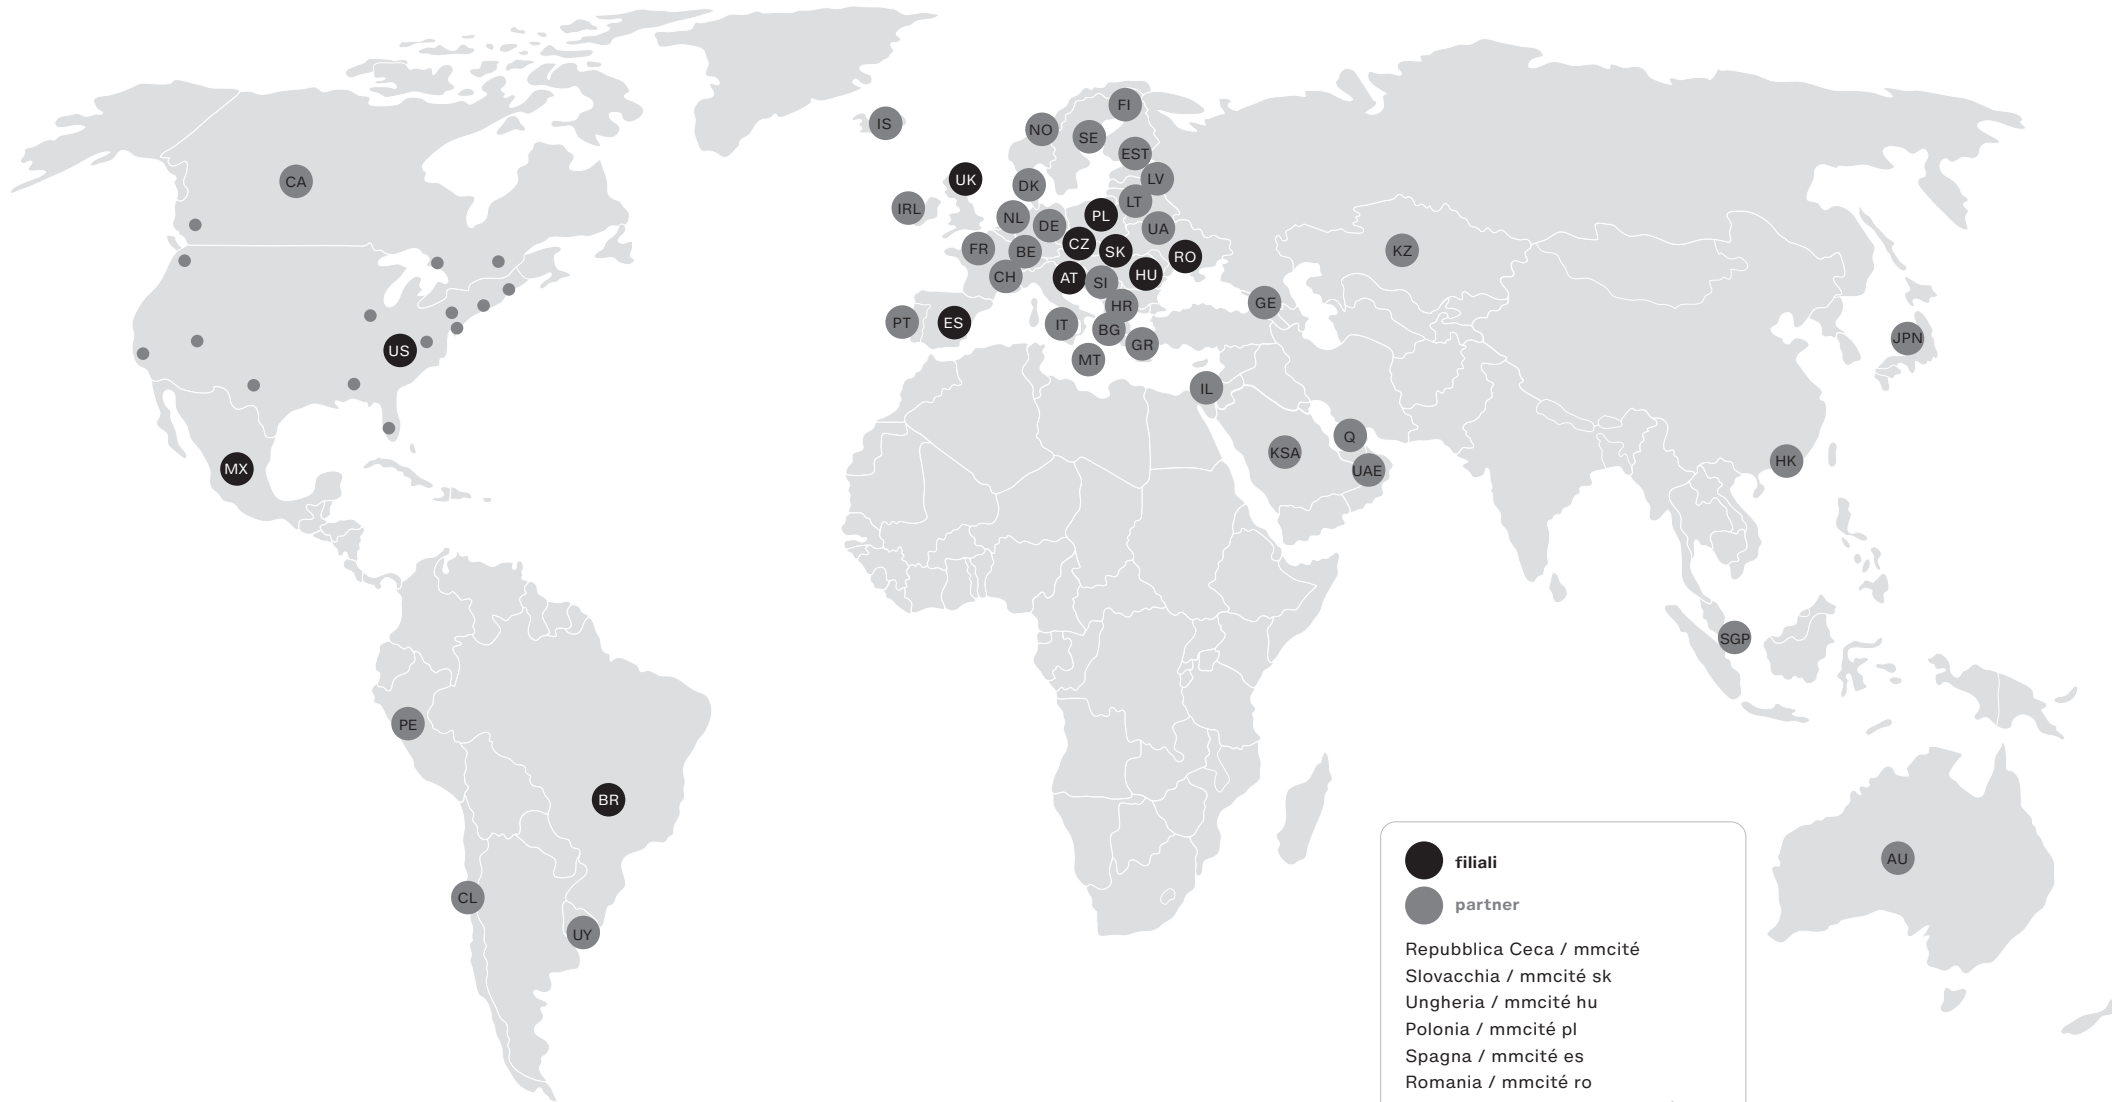 FI
IS
NO
SE
EST
UK
LV
CA
DK
LT
IRL
NL
PL
DE
UA
CZ
FR
BE
SK
RO
KZ
CH
AT
SI
HU
GE
HR
PT
ES
IT
BG
GR
JPN
US
MT
IL
Q
KSA
HK
MX
UAE
SGP
PE
BR
AU
CL
UY
filiali
partner
Repubblica Ceca / mmcité
Slovacchia / mmcité sk
Ungheria / mmcité hu
Polonia / mmcité pl
Spagna / mmcité es
Romania / mmcité ro